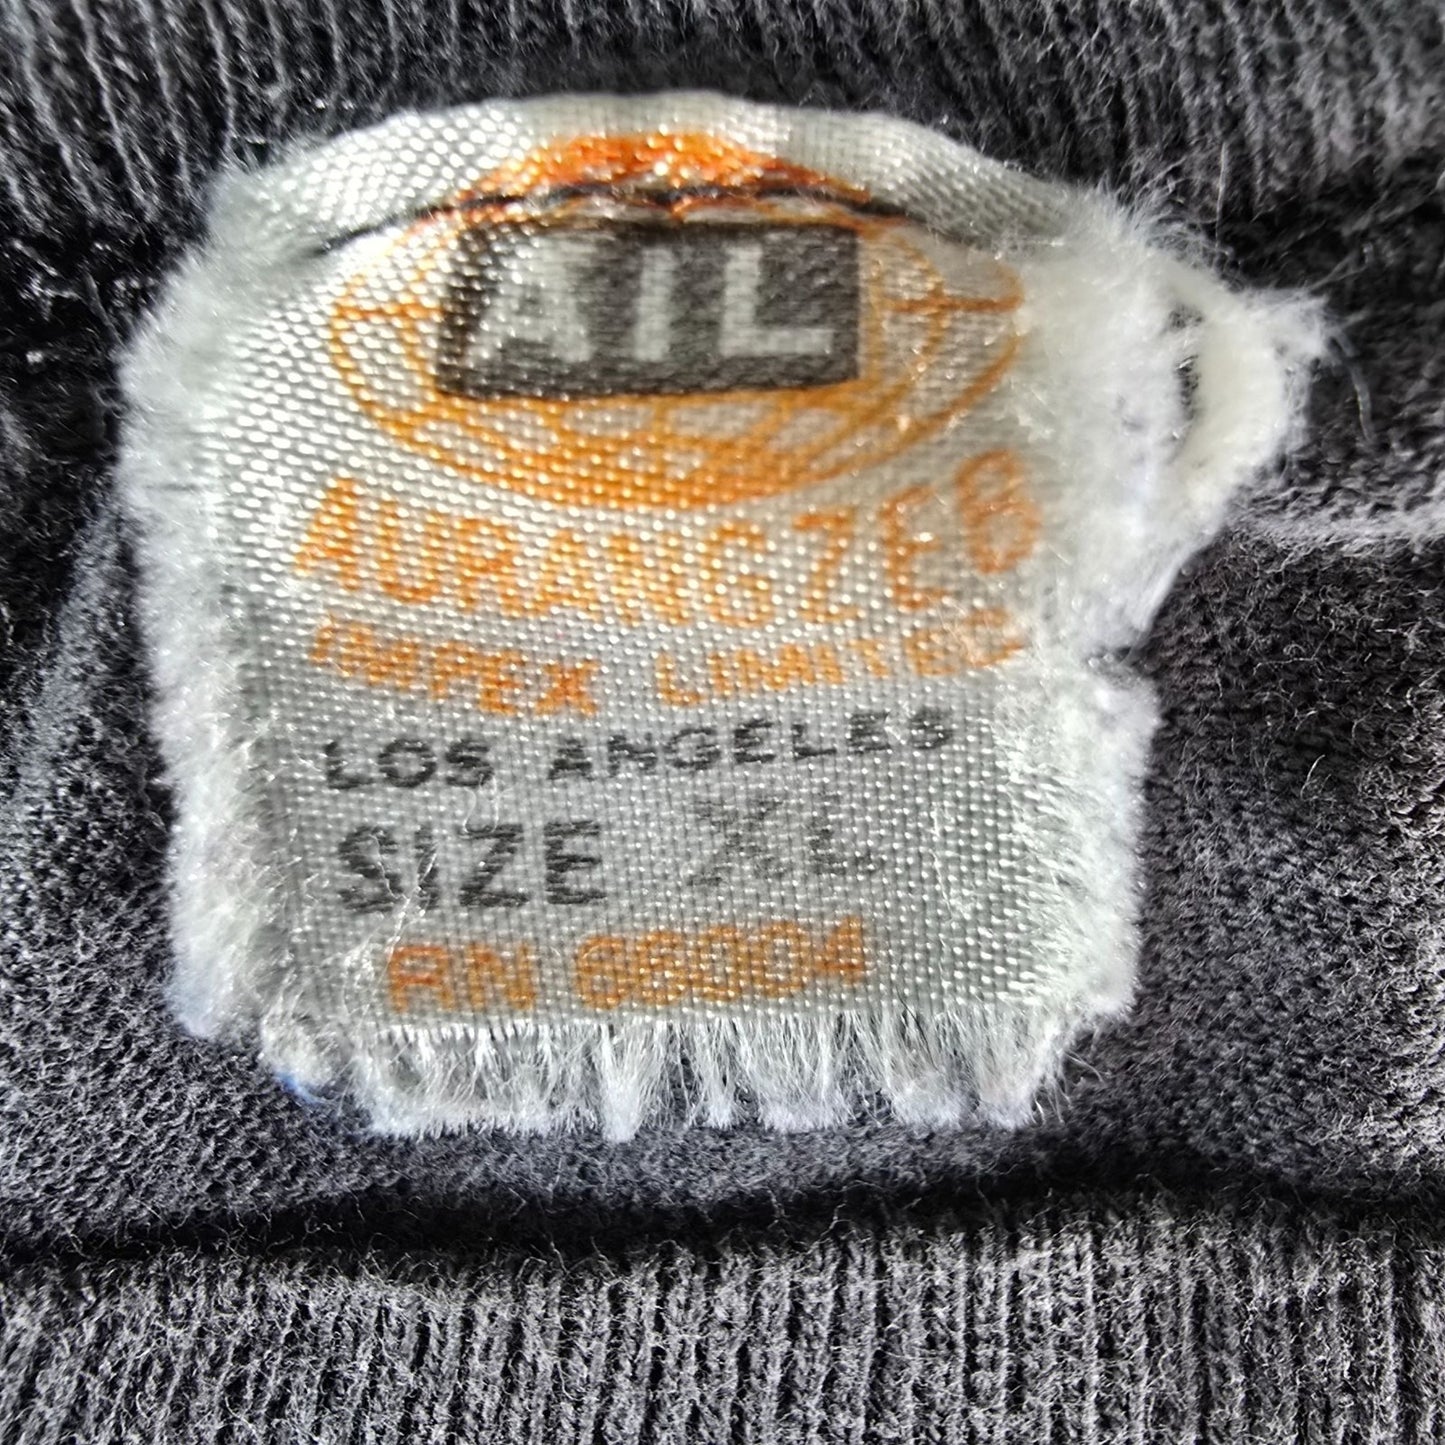 AIL
AURANGZEB
IMPEX LIMITED
LOS ANGELES
SIZE XL
RN 66004